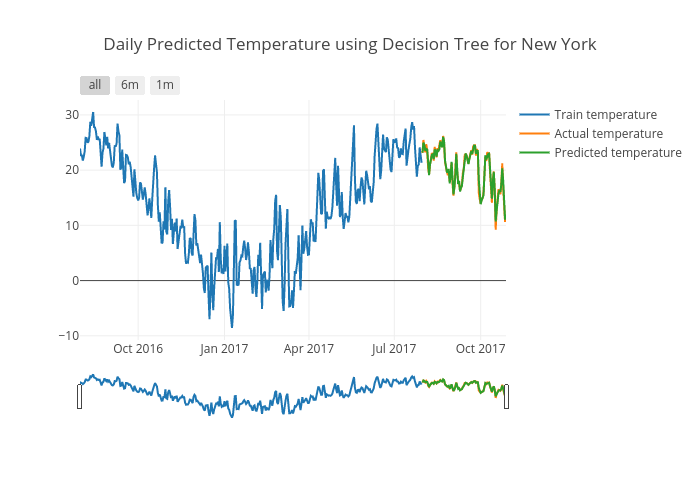 Daily Predicted Temperature using Decision Tree for New York
all 6m 1m
30
20
10
0
−10
Oct 2016 Jan 2017 Apr 2017 Jul 2017 Oct 2017
Train temperature
Actual temperature
Predicted temperature